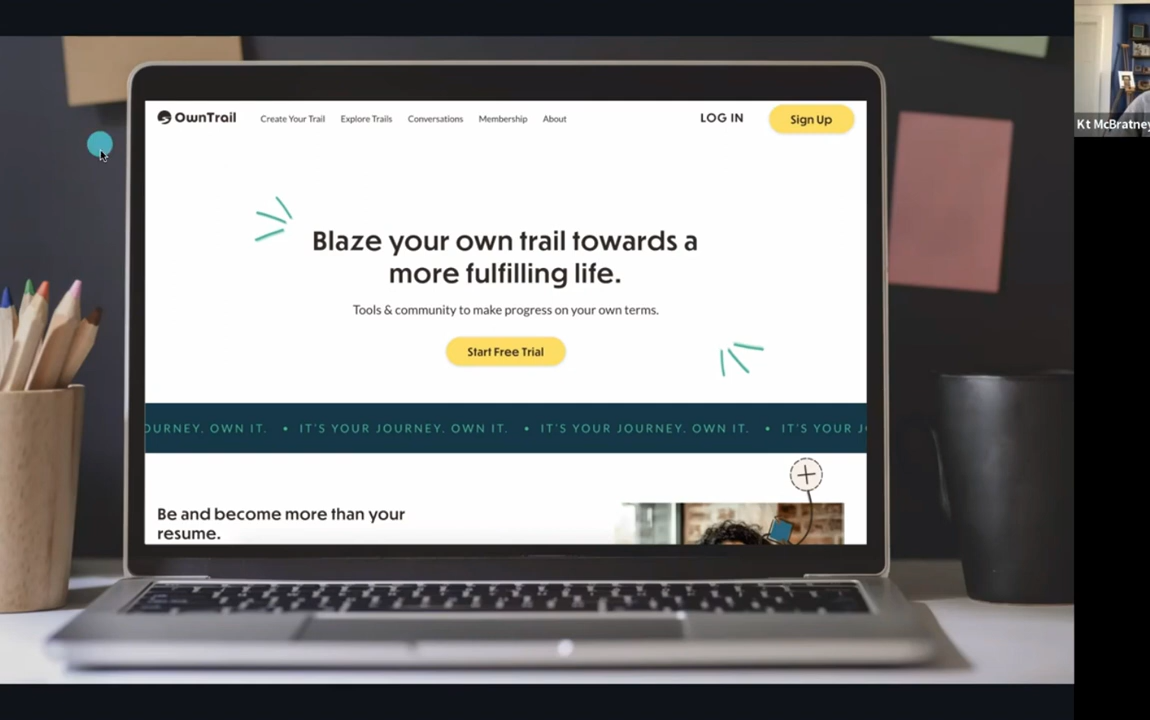 OwnTrail
Create Your Trail
Explore Trails
Conversations
Membership
About
LOG IN
Sign Up
Blaze your own trail towards a
more fulfilling life.
Tools & community to make progress on your own terms.
Start Free Trial
OURNEY. OWN IT. • IT'S YOUR JOURNEY. OWN IT. • IT'S YOUR JOURNEY. OWN IT. • IT'S YOUR J
Be and become more than your
resume.
Kt McBratney